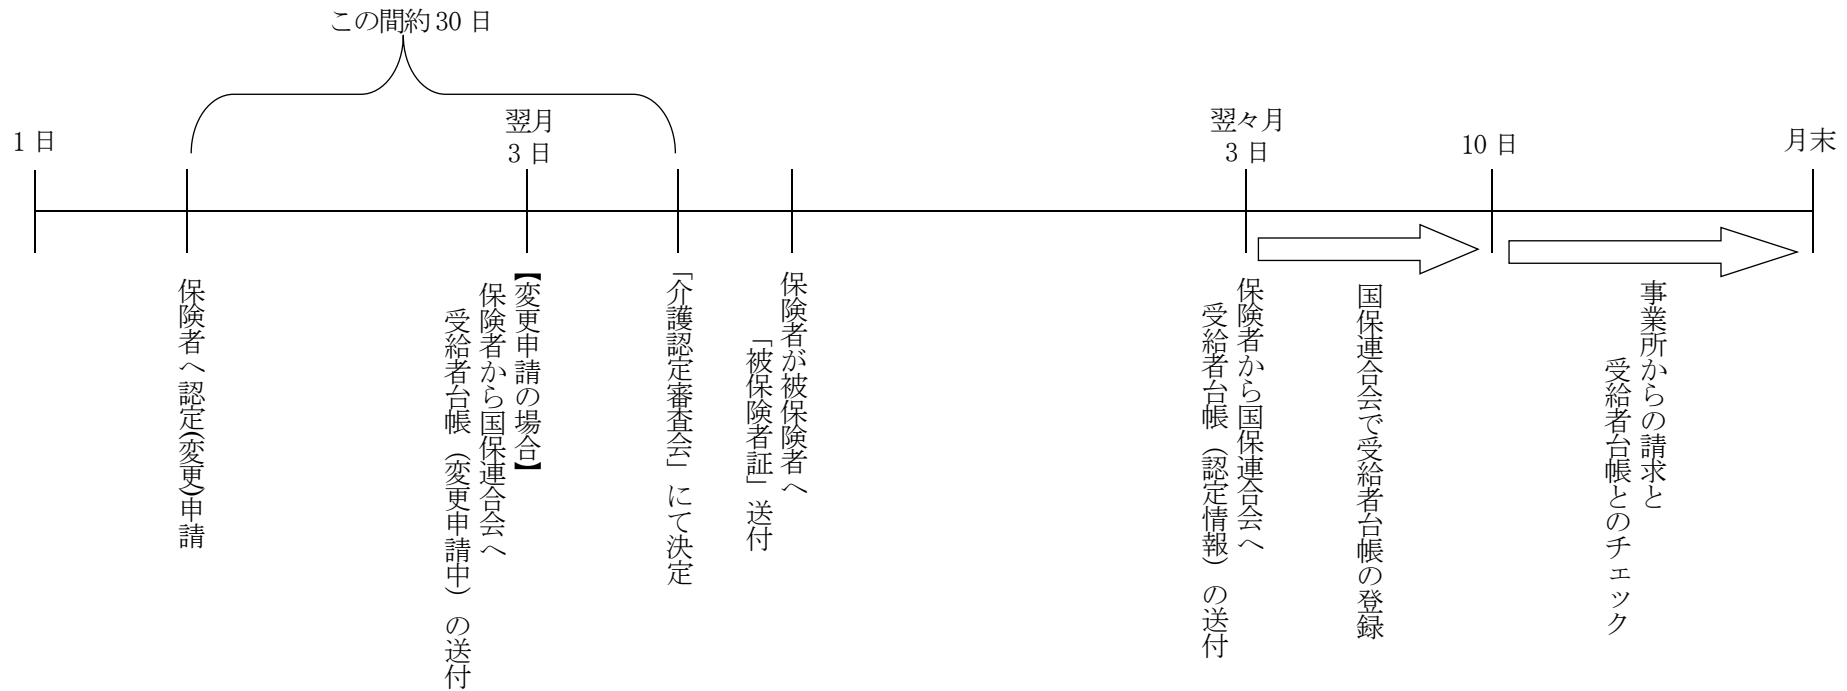 この間約30日
1日
翌月
3日
翌々月
3日
10日
月末
保険者へ認定(変更)申請
【変更申請の場合】
保険者から国保連合会へ
受給者台帳（変更申請中）の送付
「介護認定審査会」にて決定
保険者が被保険者へ
「被保険者証」送付
保険者から国保連合会へ
受給者台帳（認定情報）の送付
国保連合会で受給者台帳の登録
事業所からの請求と
受給者台帳とのチェック